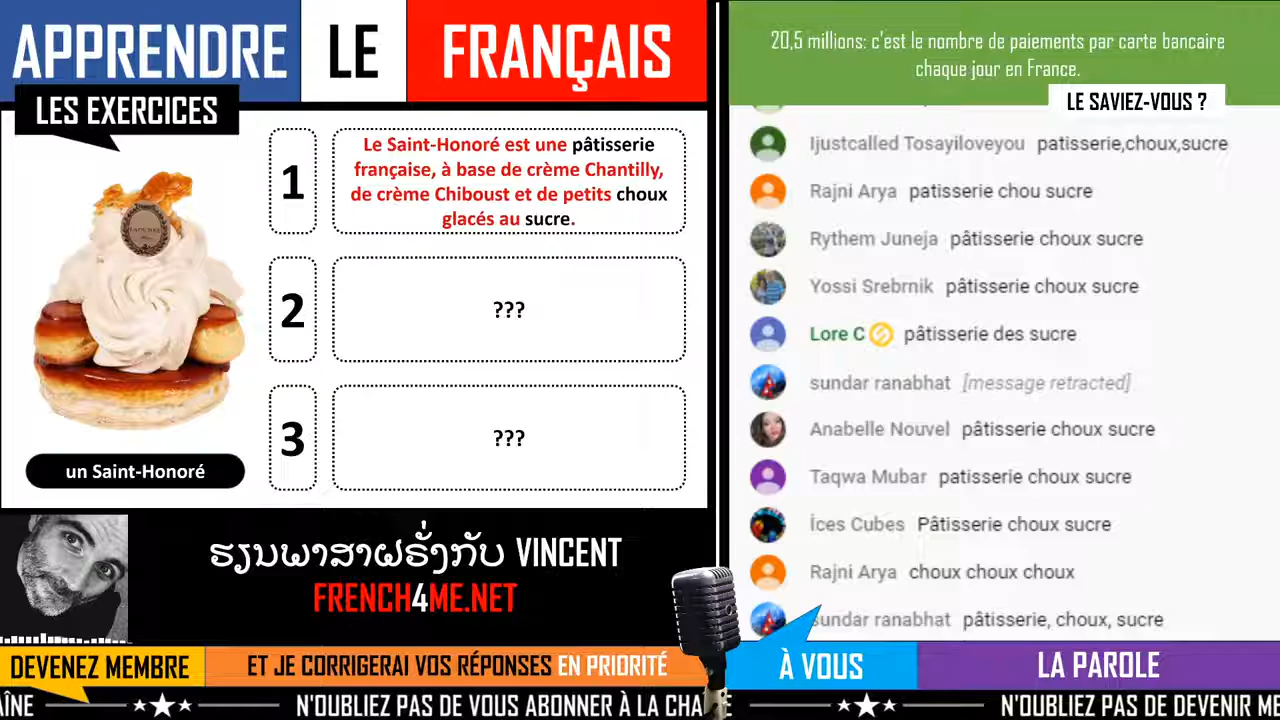 APPRENDRE LE FRANÇAIS
LES EXERCICES
1
Le Saint-Honoré est une pâtisserie
française, à base de crème Chantilly,
de crème Chiboust et de petits choux
glacés au sucre.
2
???
3
???
un Saint-Honoré
ຮຽນພາສາຝຣັ່ງກັບ VINCENT
FRENCH4ME.NET
DEVENEZ MEMBRE
ET JE CORRIGERAI VOS RÉPONSES EN PRIORITÉ
20,5 millions: c'est le nombre de paiements par carte bancaire
chaque jour en France.
LE SAVIEZ-VOUS ?
Ijustcalled Tosayiloveyou patisserie,choux,sucre
Rajni Arya patisserie chou sucre
Rythem Juneja pâtisserie choux sucre
Yossi Srebrnik pâtisserie choux sucre
Lore C pâtisserie des sucre
sundar ranabhat [message retracted]
Anabelle Nouvel pâtisserie choux sucre
Taqwa Mubar patisserie choux sucre
İces Cubes Pâtisserie choux sucre
Rajni Arya choux choux choux
sundar ranabhat pâtisserie, choux, sucre
À VOUS
LA PAROLE
AÎNE N'OUBLIEZ PAS DE VOUS ABONNER À LA CHA NE N'OUBLIEZ PAS DE DEVENIR ME